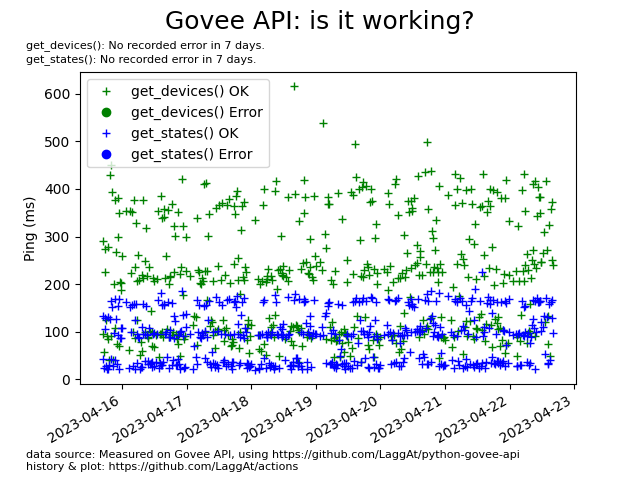 Govee API: is it working?
get_devices(): No recorded error in 7 days.
get_states(): No recorded error in 7 days.
get_devices() OK
get_devices() Error
get_states() OK
get_states() Error
Ping (ms)
600
500
400
300
200
100
0
2023-04-16
2023-04-17
2023-04-18
2023-04-19
2023-04-20
2023-04-21
2023-04-22
2023-04-23
data source: Measured on Govee API, using https://github.com/LaggAt/python-govee-api
history & plot: https://github.com/LaggAt/actions